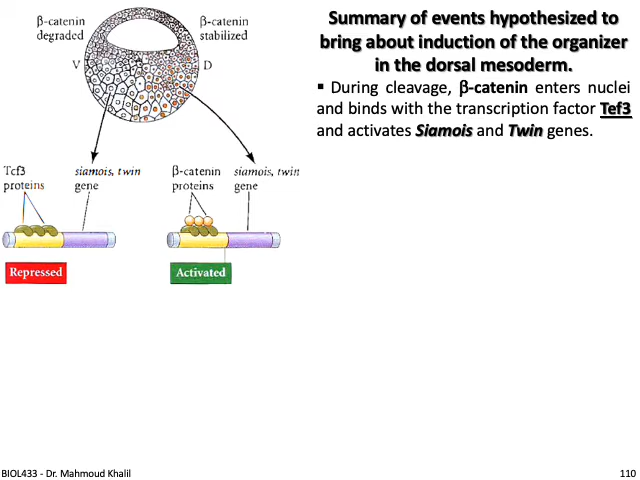 β-catenin
degraded
β-catenin
stabilized
V
D
Summary of events hypothesized to
bring about induction of the organizer
in the dorsal mesoderm.
▪ During cleavage, β-catenin enters nuclei
and binds with the transcription factor Tef3
and activates Siamois and Twin genes.
Tcf3
proteins
siamois, twin
gene
β-catenin
proteins
siamois, twin
gene
Repressed
Activated
BIOL433 - Dr. Mahmoud Khalil
110